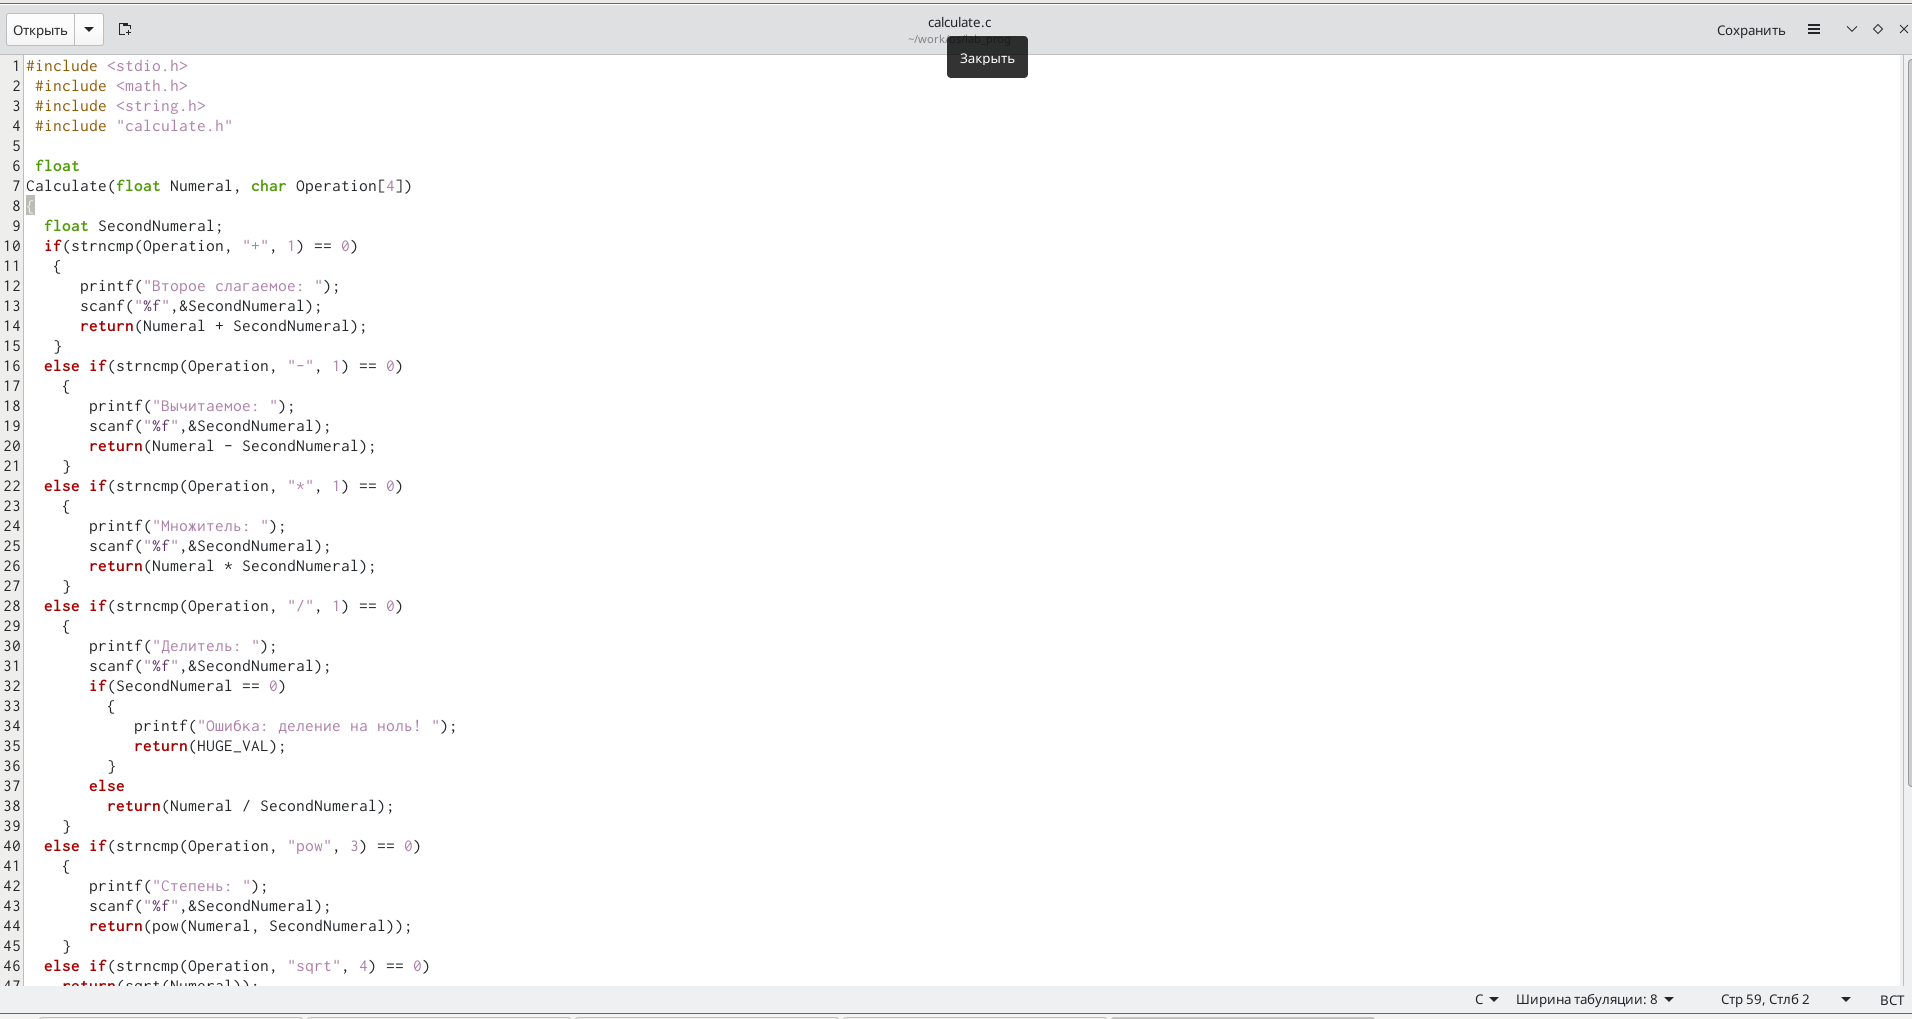 Открыть
calculate.c
~/work/os/lab_prog
Закрыть
Сохранить
1 #include <stdio.h>
2 #include <math.h>
3 #include <string.h>
4 #include "calculate.h"
5
6 float
7 Calculate(float Numeral, char Operation[4])
8 {
9 float SecondNumeral;
10 if(strncmp(Operation, "+", 1) == 0)
11 {
12 printf("Второе слагаемое: ");
13 scanf("%f",&SecondNumeral);
14 return(Numeral + SecondNumeral);
15 }
16 else if(strncmp(Operation, "-", 1) == 0)
17 {
18 printf("Вычитаемое: ");
19 scanf("%f",&SecondNumeral);
20 return(Numeral - SecondNumeral);
21 }
22 else if(strncmp(Operation, "*", 1) == 0)
23 {
24 printf("Множитель: ");
25 scanf("%f",&SecondNumeral);
26 return(Numeral * SecondNumeral);
27 }
28 else if(strncmp(Operation, "/", 1) == 0)
29 {
30 printf("Делитель: ");
31 scanf("%f",&SecondNumeral);
32 if(SecondNumeral == 0)
33 {
34 printf("Ошибка: деление на ноль! ");
35 return(HUGE_VAL);
36 }
37 else
38 return(Numeral / SecondNumeral);
39 }
40 else if(strncmp(Operation, "pow", 3) == 0)
41 {
42 printf("Степень: ");
43 scanf("%f",&SecondNumeral);
44 return(pow(Numeral, SecondNumeral));
45 }
46 else if(strncmp(Operation, "sqrt", 4) == 0)
47 return(sqrt(Numeral));
C
Ширина табуляции: 8
Стр 59, Стлб 2
ВСТ